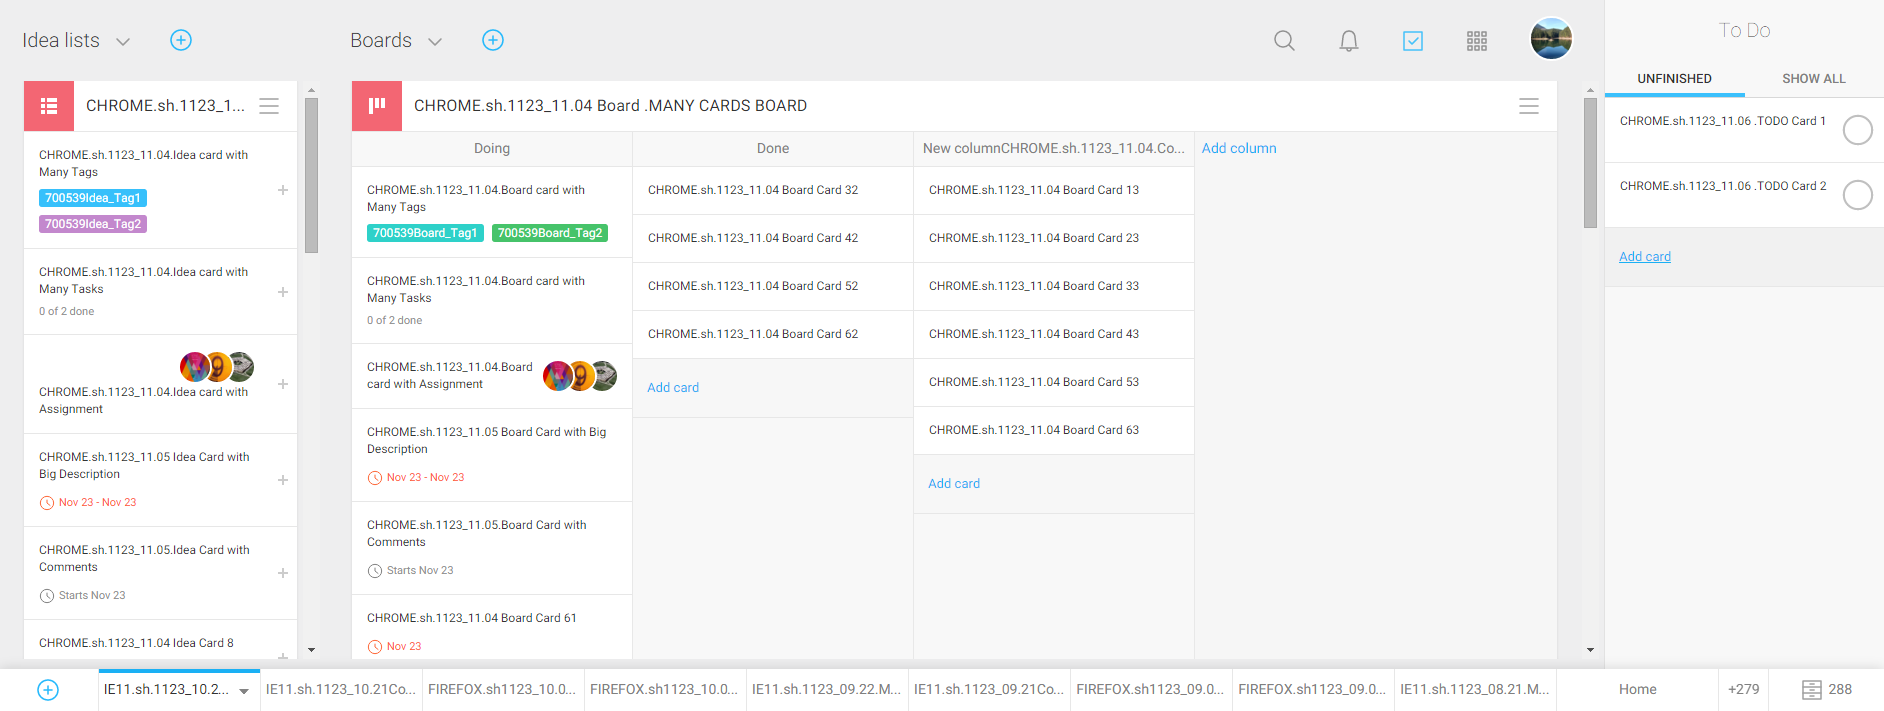 Idea lists
Boards
To Do
UNFINISHED
SHOW ALL
CHROME.sh.1123_1...
CHROME.sh.1123_11.04.Idea card with
Many Tags
700539Idea_Tag1
700539Idea_Tag2
CHROME.sh.1123_11.04.Idea card with
Many Tasks
0 of 2 done
CHROME.sh.1123_11.04.Idea card with
Assignment
CHROME.sh.1123_11.05 Idea Card with
Big Description
Nov 23 - Nov 23
CHROME.sh.1123_11.05.Idea Card with
Comments
Starts Nov 23
CHROME.sh.1123_11.04 Idea Card 8
CHROME.sh.1123_11.04 Board .MANY CARDS BOARD
Doing
CHROME.sh.1123_11.04.Board card with
Many Tags
700539Board_Tag1 700539Board_Tag2
CHROME.sh.1123_11.04.Board card with
Many Tasks
0 of 2 done
CHROME.sh.1123_11.04.Board
card with Assignment
CHROME.sh.1123_11.05 Board Card with Big
Description
Nov 23 - Nov 23
CHROME.sh.1123_11.05.Board Card with
Comments
Starts Nov 23
CHROME.sh.1123_11.04 Board Card 61
Nov 23
Done
CHROME.sh.1123_11.04 Board Card 32
CHROME.sh.1123_11.04 Board Card 42
CHROME.sh.1123_11.04 Board Card 52
CHROME.sh.1123_11.04 Board Card 62
Add card
New columnCHROME.sh.1123_11.04.Co...
CHROME.sh.1123_11.04 Board Card 13
CHROME.sh.1123_11.04 Board Card 23
CHROME.sh.1123_11.04 Board Card 33
CHROME.sh.1123_11.04 Board Card 43
CHROME.sh.1123_11.04 Board Card 53
CHROME.sh.1123_11.04 Board Card 63
Add card
Add column
CHROME.sh.1123_11.06 .TODO Card 1
CHROME.sh.1123_11.06 .TODO Card 2
Add card
IE11.sh.1123_10.2...
IE11.sh.1123_10.21Co...
FIREFOX.sh1123_10.0...
FIREFOX.sh1123_10.0...
IE11.sh.1123_09.22.M...
IE11.sh.1123_09.21Co...
FIREFOX.sh1123_09.0...
FIREFOX.sh1123_09.0...
IE11.sh.1123_08.21.M...
Home
+279
288